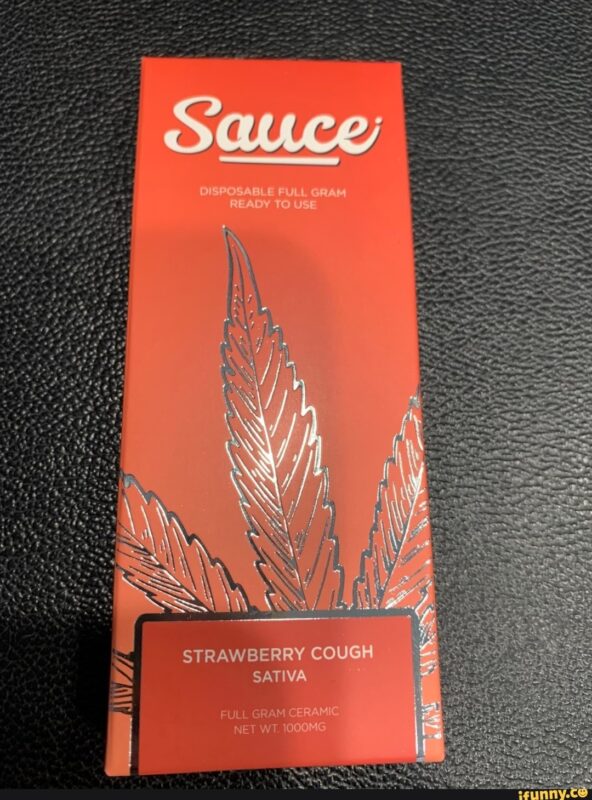 Sauce
DISPOSABLE FULL GRAM
READY TO USE
STRAWBERRY COUGH
SATIVA
FULL GRAM CERAMIC
NET WT. 1000MG
ifunny.co